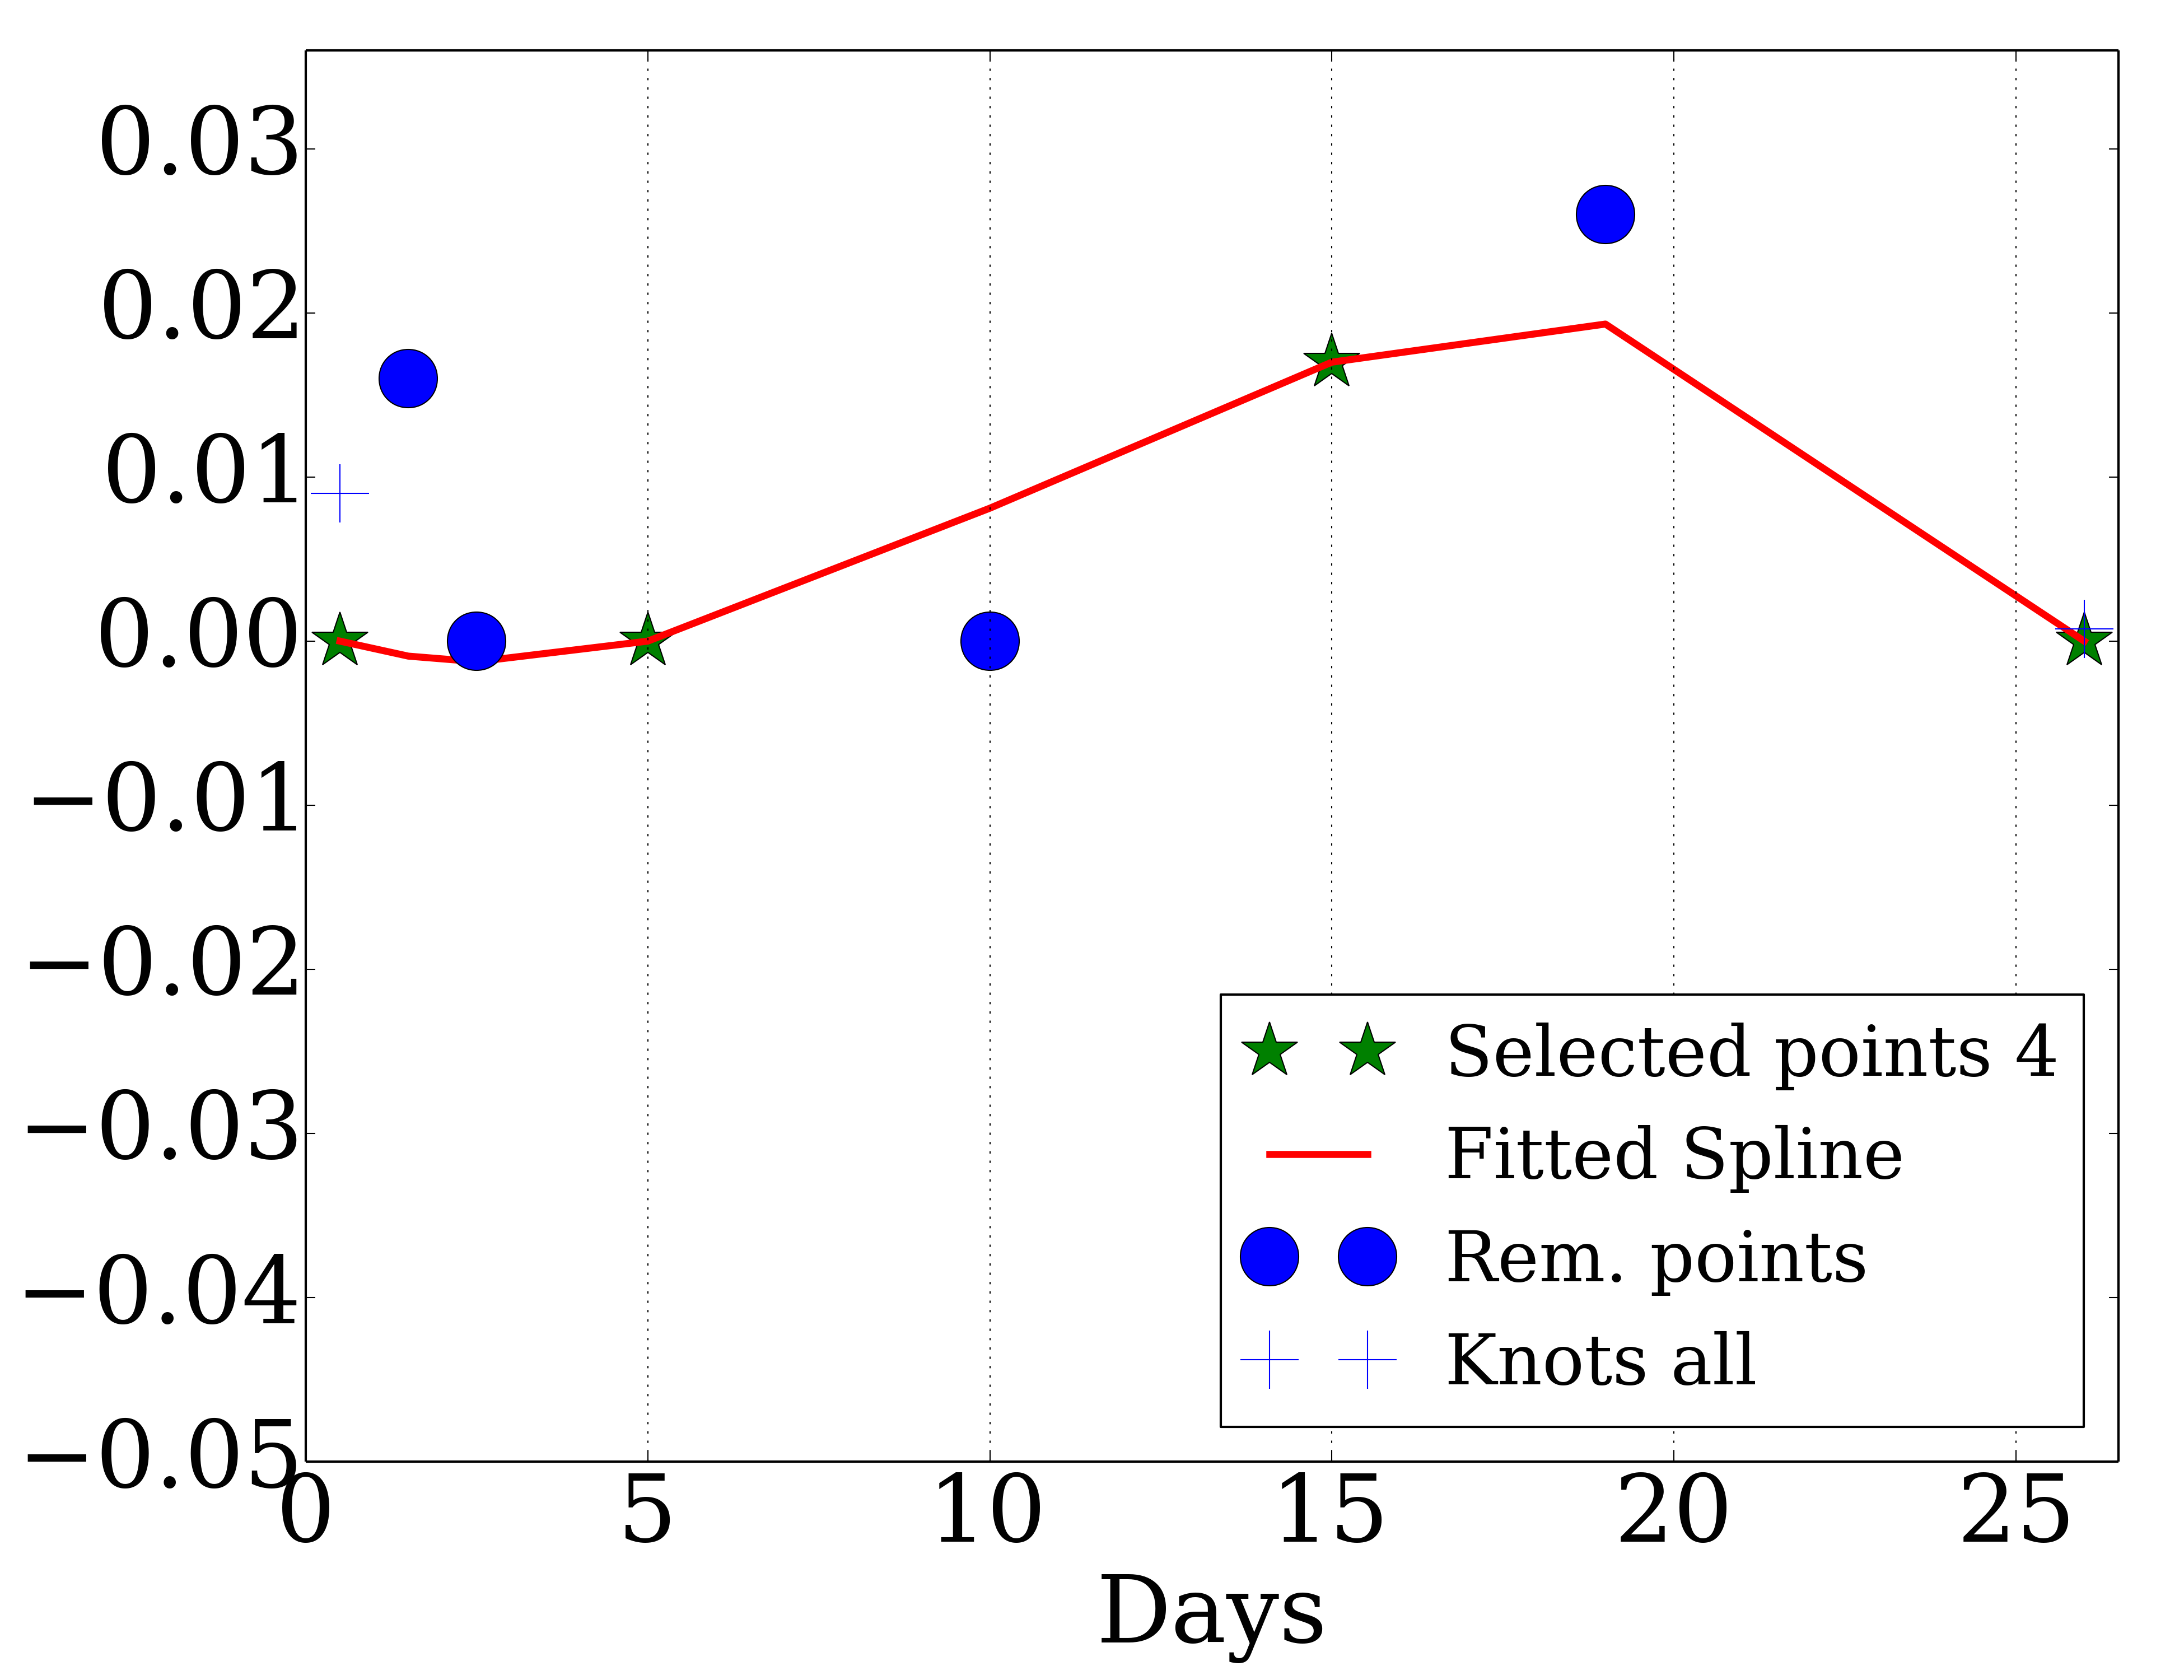 0.03
0.02
0.01
0.00
−0.01
−0.02
−0.03
−0.04
−0.05
0 5 10 15 20 25
Days
Selected points 4
Fitted Spline
Rem. points
Knots all